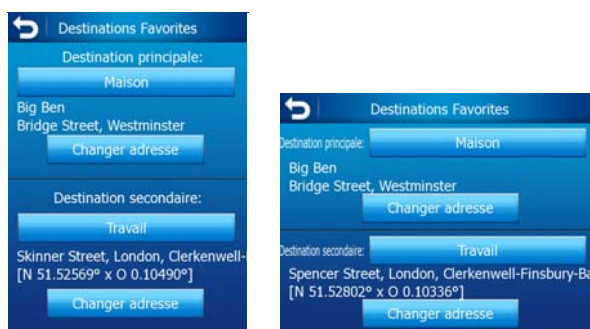 Destinations Favorites
Destination principale:
Maison
Big Ben
Bridge Street, Westminster
Changer adresse
Destination secondaire:
Travail
Skinner Street, London, Clerkenwell-
[N 51.52569° x O 0.10490°]
Changer adresse
Destinations Favorites
Destination principale: Maison
Big Ben
Bridge Street, Westminster
Changer adresse
Destination secondaire: Travail
Spencer Street, London, Clerkenwell-Finsbury-Ba
[N 51.52802° x O 0.10336°]
Changer adresse